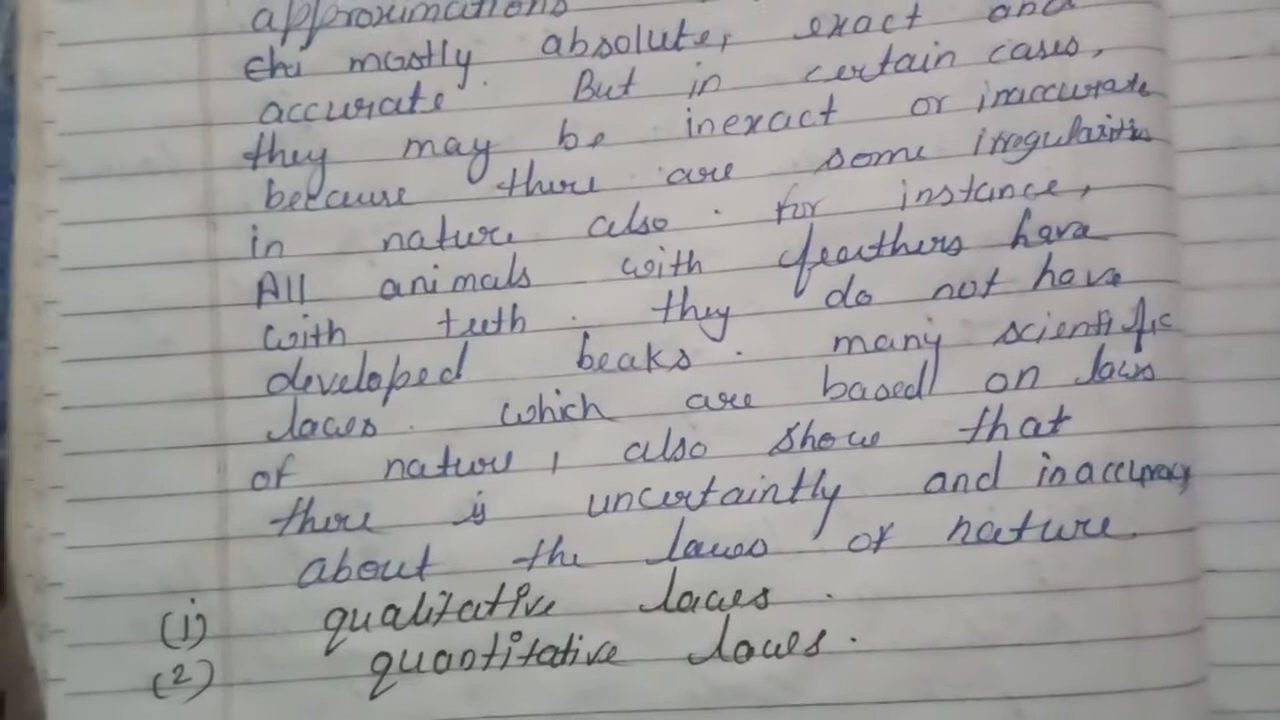 approximations
the mostly absolute, exact and
accurate. But in certain cases,
they may be inexact or inaccurate
because there are some irregularities
in nature also. for instance,
All animals with feathers have
with teeth. they do not have
developed beaks. many scientific
laws. which are based on laws
of nature, also show that
there is uncertaintly and inaccuracy
about the laws of nature.
(i) qualitative laws.
(2) quantitative laws.